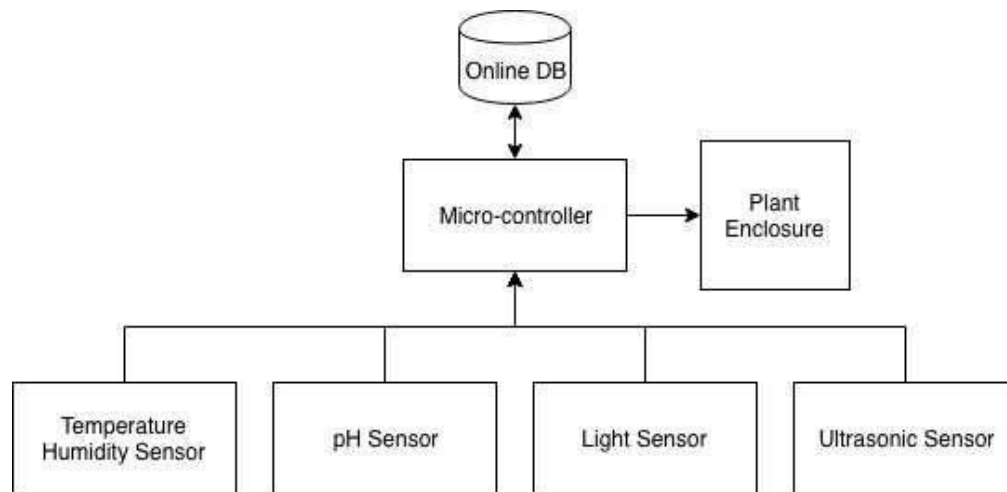 Online DB
Micro-controller
Plant
Enclosure
Temperature
Humidity Sensor
pH Sensor
Light Sensor
Ultrasonic Sensor